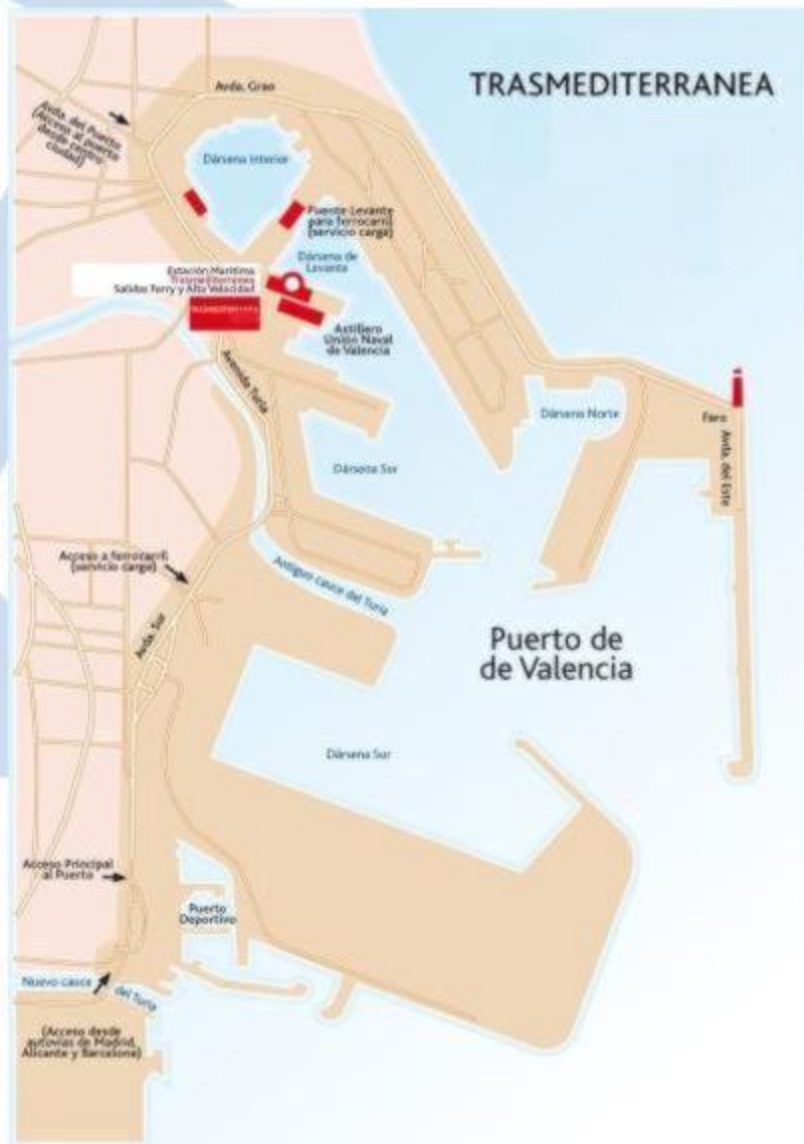 TRASMEDITERRANEA
Avda. Grao
Avda. del Puerto
(Acceso al puerto
desde centro
ciudad)
Dársena Interior
Puente Levante
para ferrocarril
(servicio carga)
Dársena de
Levante
Estación Marítima
Trasmediterranea
Salidas Ferry y Alta Velocidad
TRASMEDITERRANEA
Astillero
Unión Naval
de Valencia
Avenida Turia
Dársena Norte
Faro
Avda. del Este
Dársena Sur
Acceso a ferrocarril
(servicio carga)
Antiguo cauce del Turia
Avda. Sur
Puerto de
de Valencia
Dársena Sur
Acceso Principal
al Puerto
Puerto
Deportivo
Nuevo cauce
del Turia
(Acceso desde
autovías de Madrid,
Alicante y Barcelona)